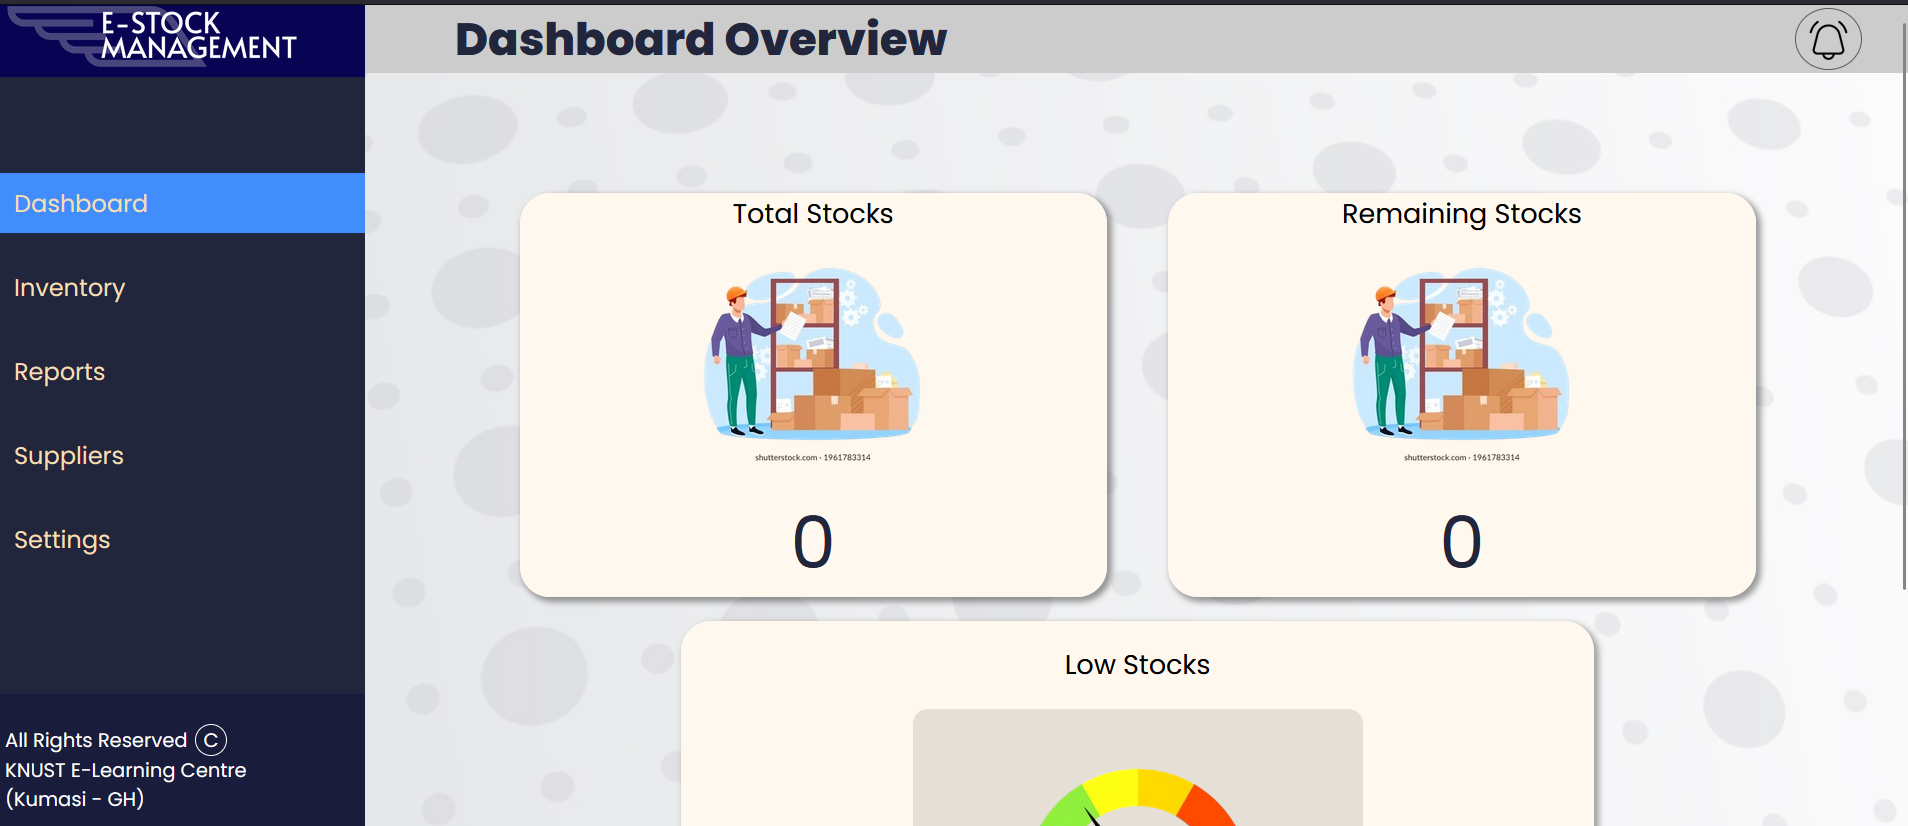 E-STOCK
MANAGEMENT
Dashboard Overview
Dashboard
Inventory
Reports
Suppliers
Settings
All Rights Reserved C
KNUST E-Learning Centre
(Kumasi - GH)
Total Stocks
shutterstock.com · 1961783314
0
Remaining Stocks
shutterstock.com · 1961783314
0
Low Stocks